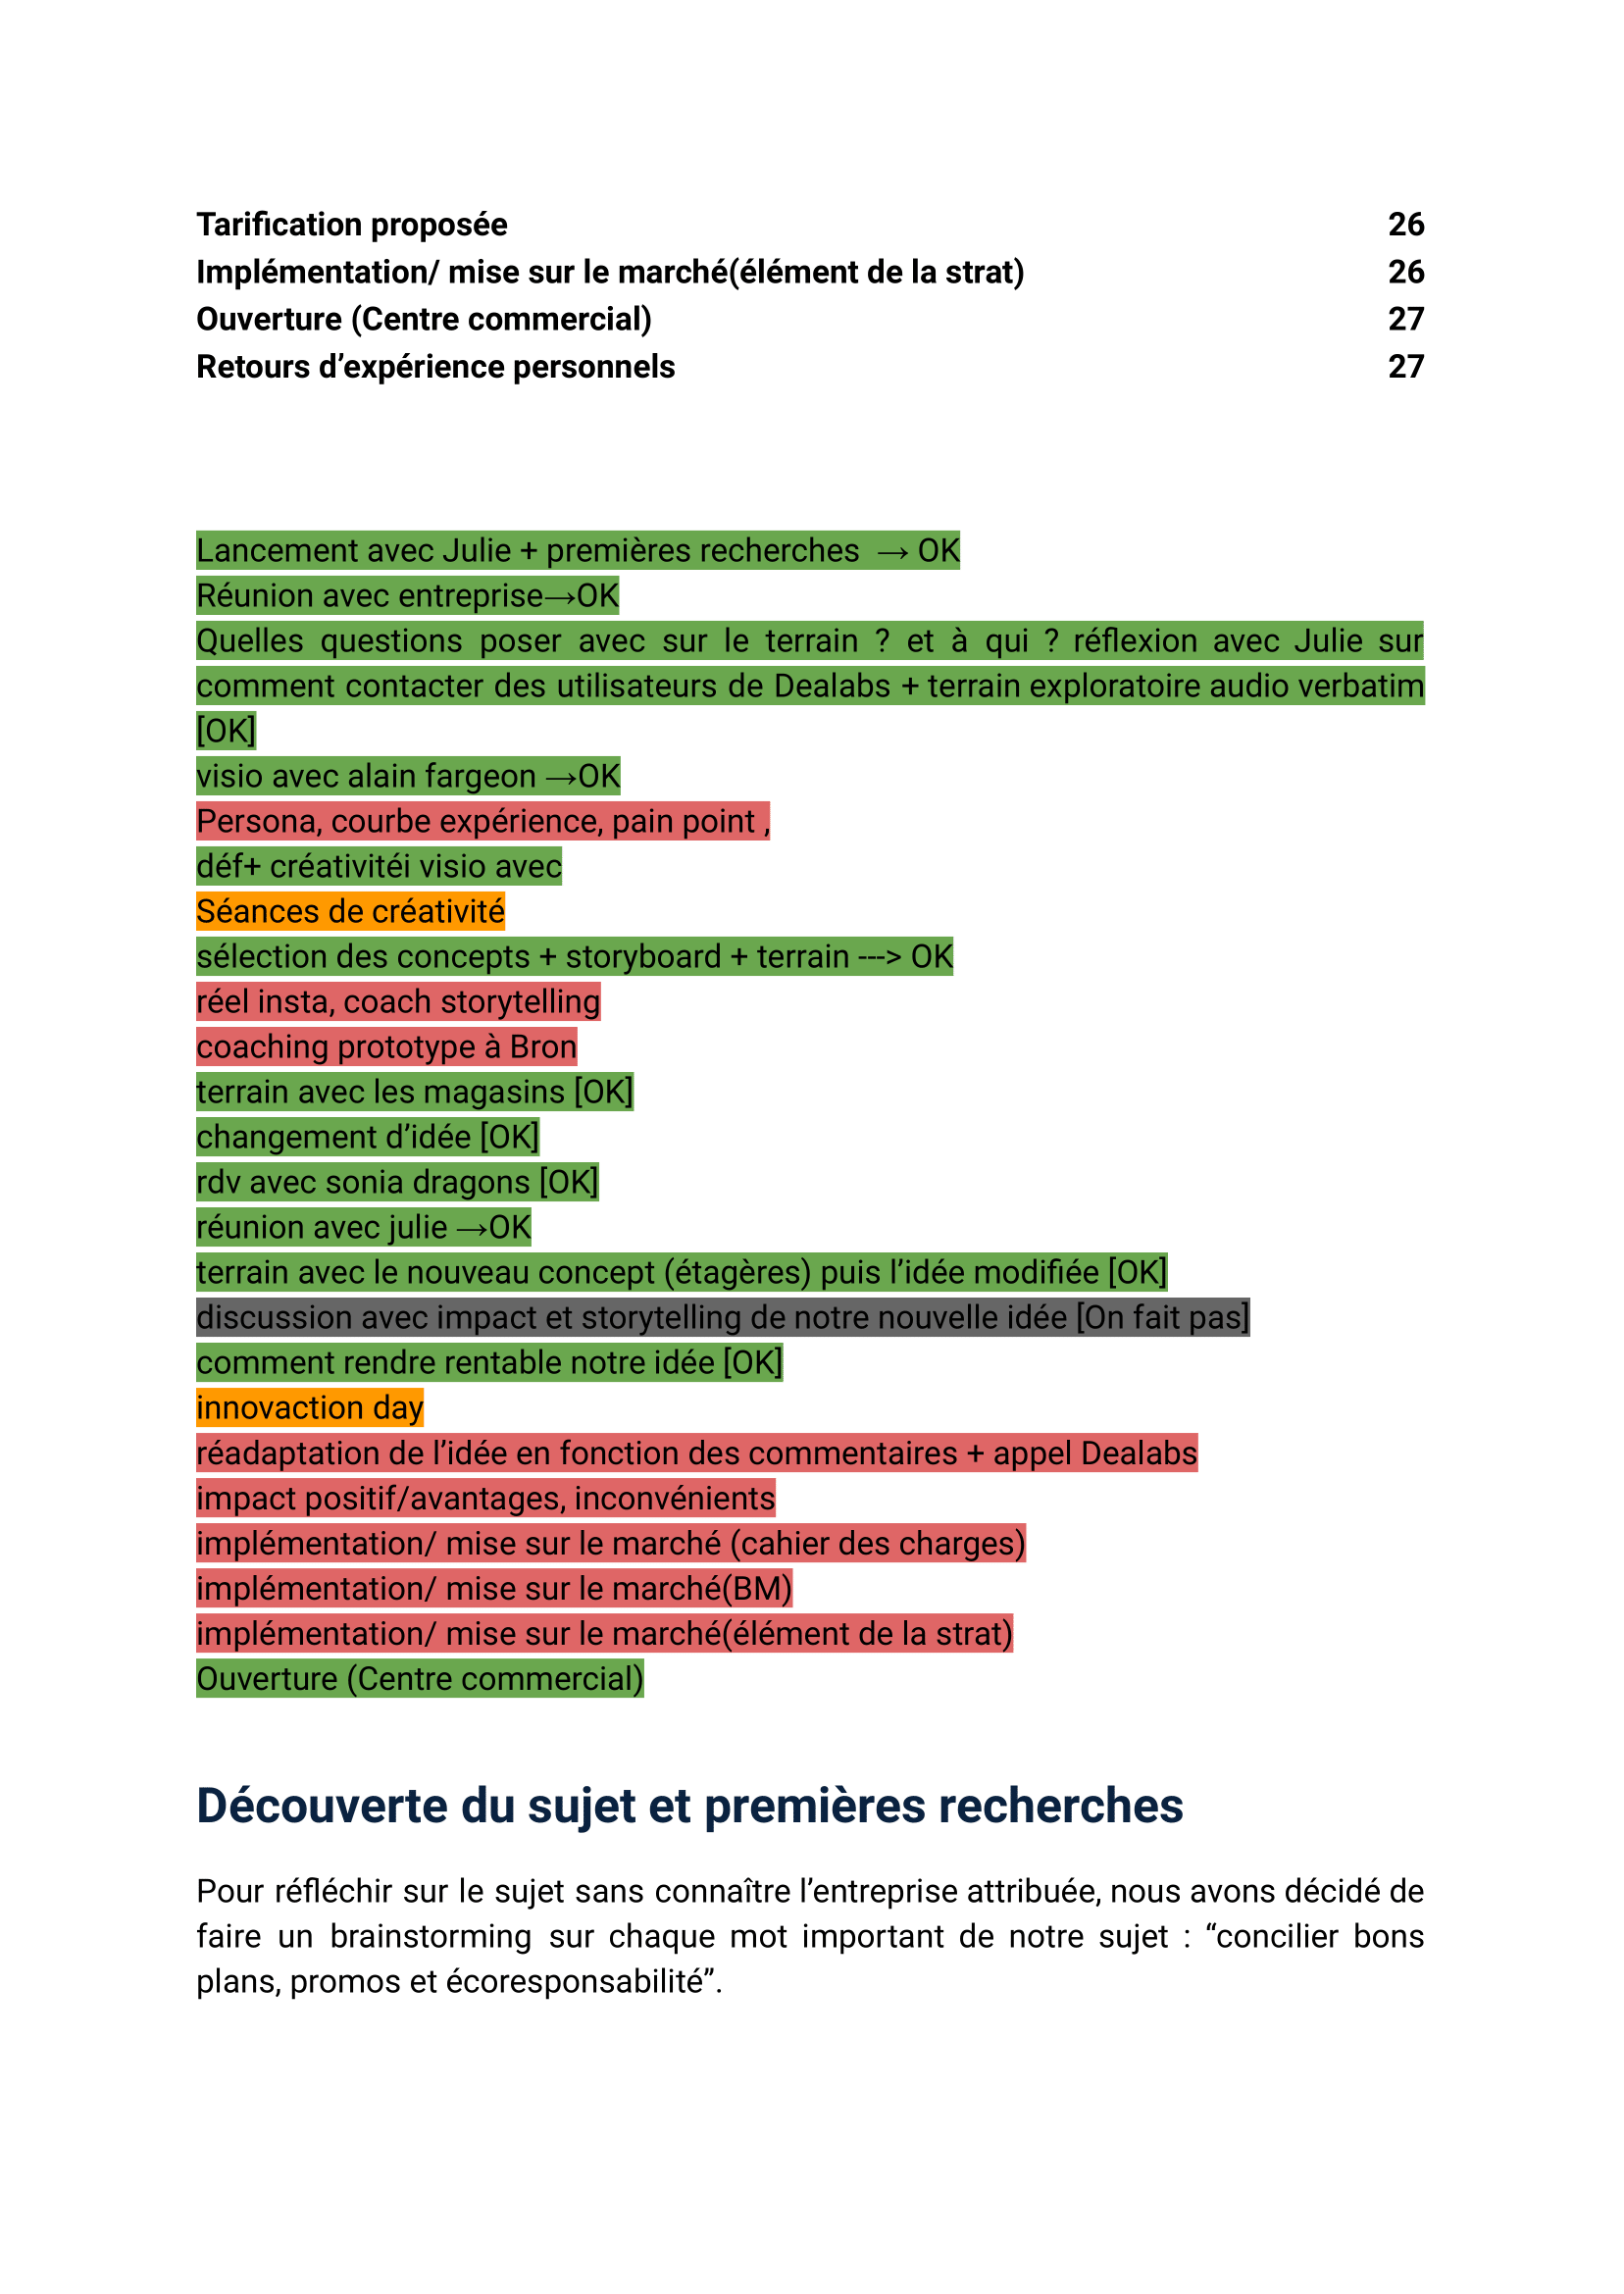 Tarification proposée 26
Implémentation/ mise sur le marché(élément de la strat) 26
Ouverture (Centre commercial) 27
Retours d’expérience personnels 27
Lancement avec Julie + premières recherches → OK
Réunion avec entreprise→OK
Quelles questions poser avec sur le terrain ? et à qui ? réflexion avec Julie sur
comment contacter des utilisateurs de Dealabs + terrain exploratoire audio verbatim
[OK]
visio avec alain fargeon →OK
Persona, courbe expérience, pain point ,
déf+ créativitéi visio avec
Séances de créativité
sélection des concepts + storyboard + terrain ---> OK
réel insta, coach storytelling
coaching prototype à Bron
terrain avec les magasins [OK]
changement d’idée [OK]
rdv avec sonia dragons [OK]
réunion avec julie →OK
terrain avec le nouveau concept (étagères) puis l’idée modifiée [OK]
discussion avec impact et storytelling de notre nouvelle idée [On fait pas]
comment rendre rentable notre idée [OK]
innovaction day
réadaptation de l’idée en fonction des commentaires + appel Dealabs
impact positif/avantages, inconvénients
implémentation/ mise sur le marché (cahier des charges)
implémentation/ mise sur le marché(BM)
implémentation/ mise sur le marché(élément de la strat)
Ouverture (Centre commercial)
Découverte du sujet et premières recherches
Pour réfléchir sur le sujet sans connaître l’entreprise attribuée, nous avons décidé de
faire un brainstorming sur chaque mot important de notre sujet : “concilier bons
plans, promos et écoresponsabilité”.